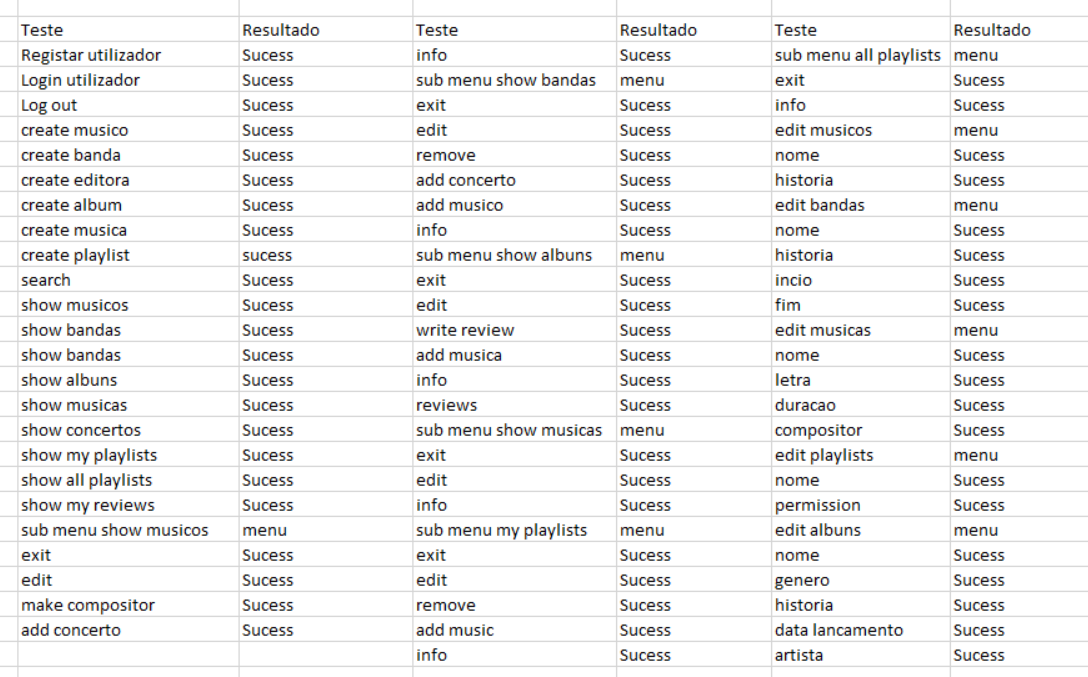 Teste Resultado Teste Resultado Teste Resultado
Registar utilizador Sucess info Sucess sub menu all playlists menu
Login utilizador Sucess sub menu show bandas menu exit Sucess
Log out Sucess exit Sucess info Sucess
create musico Sucess edit Sucess edit musicos menu
create banda Sucess remove Sucess nome Sucess
create editora Sucess add concerto Sucess historia Sucess
create album Sucess add musico Sucess edit bandas menu
create musica Sucess info Sucess nome Sucess
create playlist sucess sub menu show albuns menu historia Sucess
search Sucess exit Sucess incio Sucess
show musicos Sucess edit Sucess fim Sucess
show bandas Sucess write review Sucess edit musicas menu
show bandas Sucess add musica Sucess nome Sucess
show albuns Sucess info Sucess letra Sucess
show musicas Sucess reviews Sucess duracao Sucess
show concertos Sucess sub menu show musicas menu compositor Sucess
show my playlists Sucess exit Sucess edit playlists menu
show all playlists Sucess edit Sucess nome Sucess
show my reviews Sucess info Sucess permission Sucess
sub menu show musicos menu sub menu my playlists menu edit albuns menu
exit Sucess exit Sucess nome Sucess
edit Sucess edit Sucess genero Sucess
make compositor Sucess remove Sucess historia Sucess
add concerto Sucess add music Sucess data lancamento Sucess
info Sucess artista Sucess